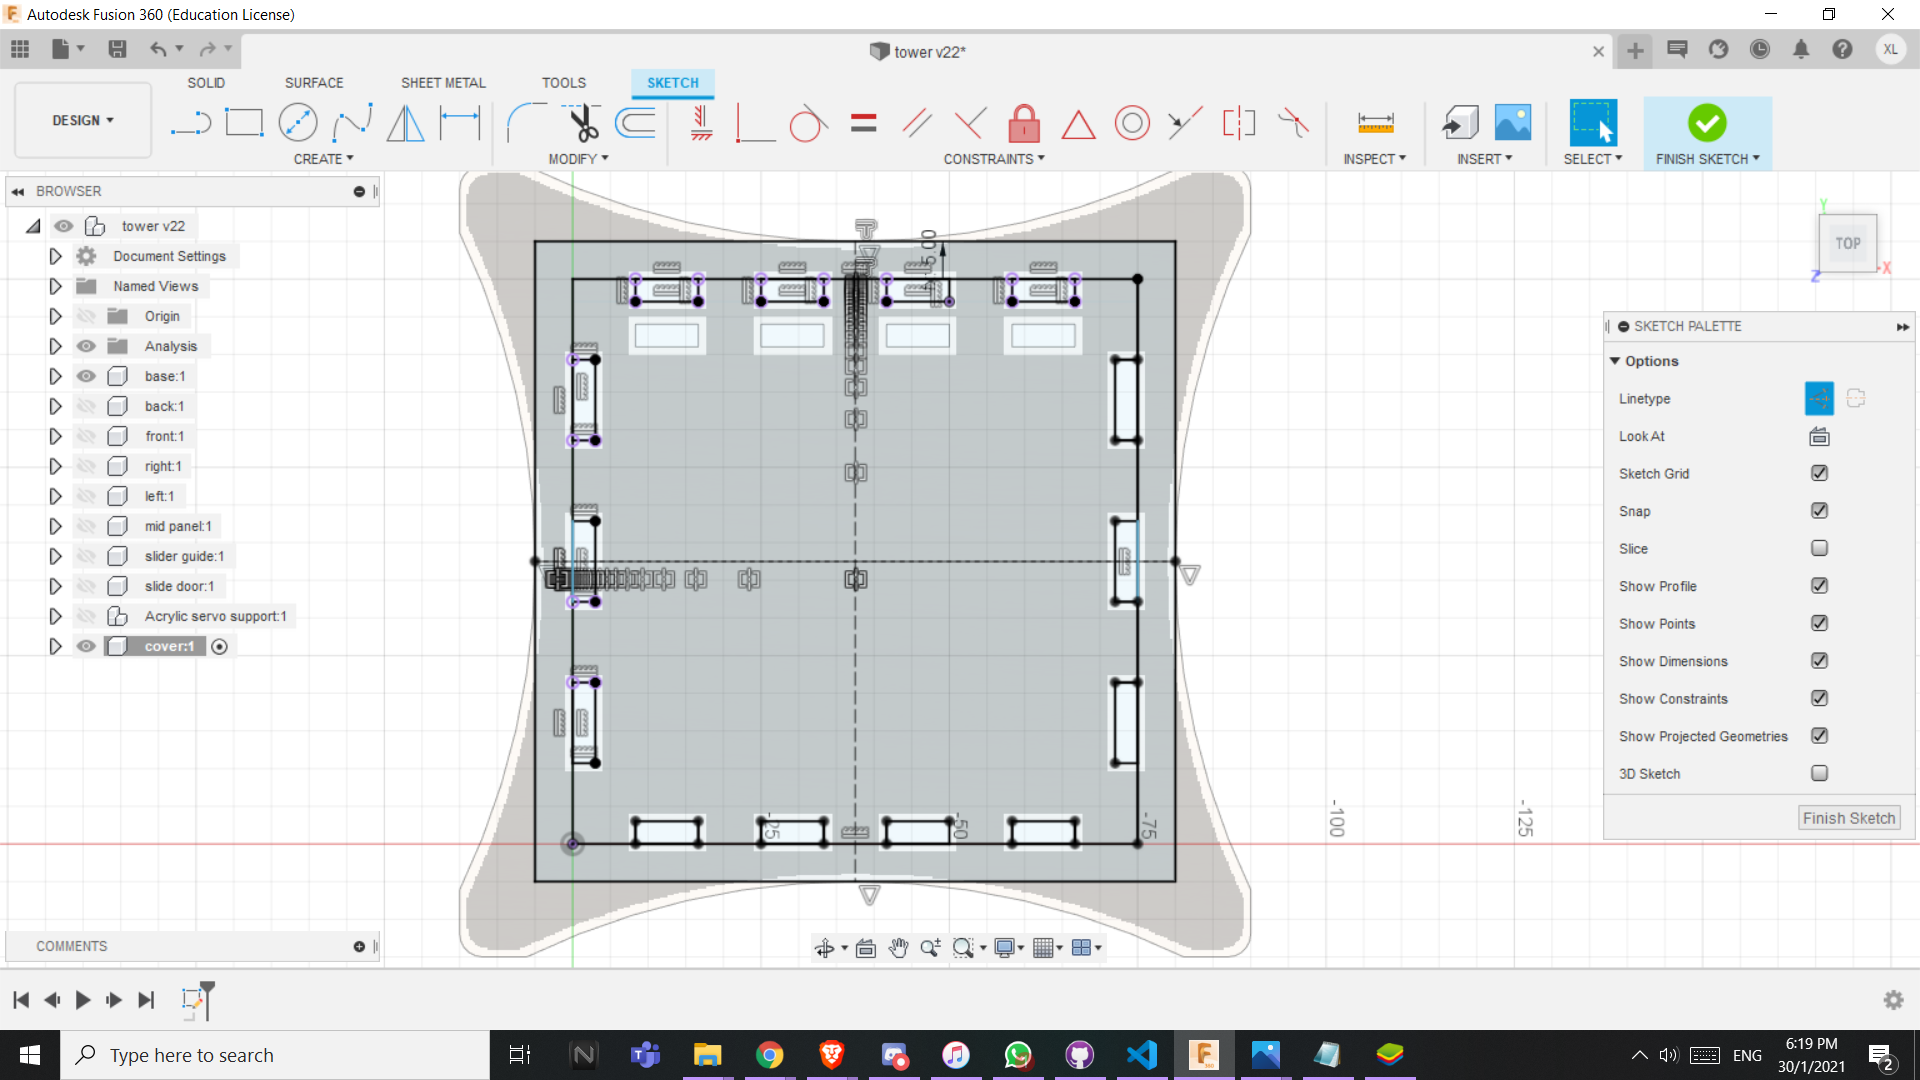 Autodesk Fusion 360 (Education License)
tower v22*
XL
DESIGN
SOLID
SURFACE
SHEET METAL
TOOLS
SKETCH
CREATE
MODIFY
CONSTRAINTS
INSPECT
INSERT
SELECT
FINISH SKETCH
BROWSER
tower v22
Document Settings
Named Views
Origin
Analysis
base:1
back:1
front:1
right:1
left:1
mid panel:1
slider guide:1
slide door:1
Acrylic servo support:1
cover:1
5.00
-25
-50
-75
-100
-125
Y
TOP
X
Z
SKETCH PALETTE
Options
Linetype
Look At
Sketch Grid
Snap
Slice
Show Profile
Show Points
Show Dimensions
Show Constraints
Show Projected Geometries
3D Sketch
Finish Sketch
COMMENTS
Type here to search
ENG
6:19 PM
30/1/2021
2